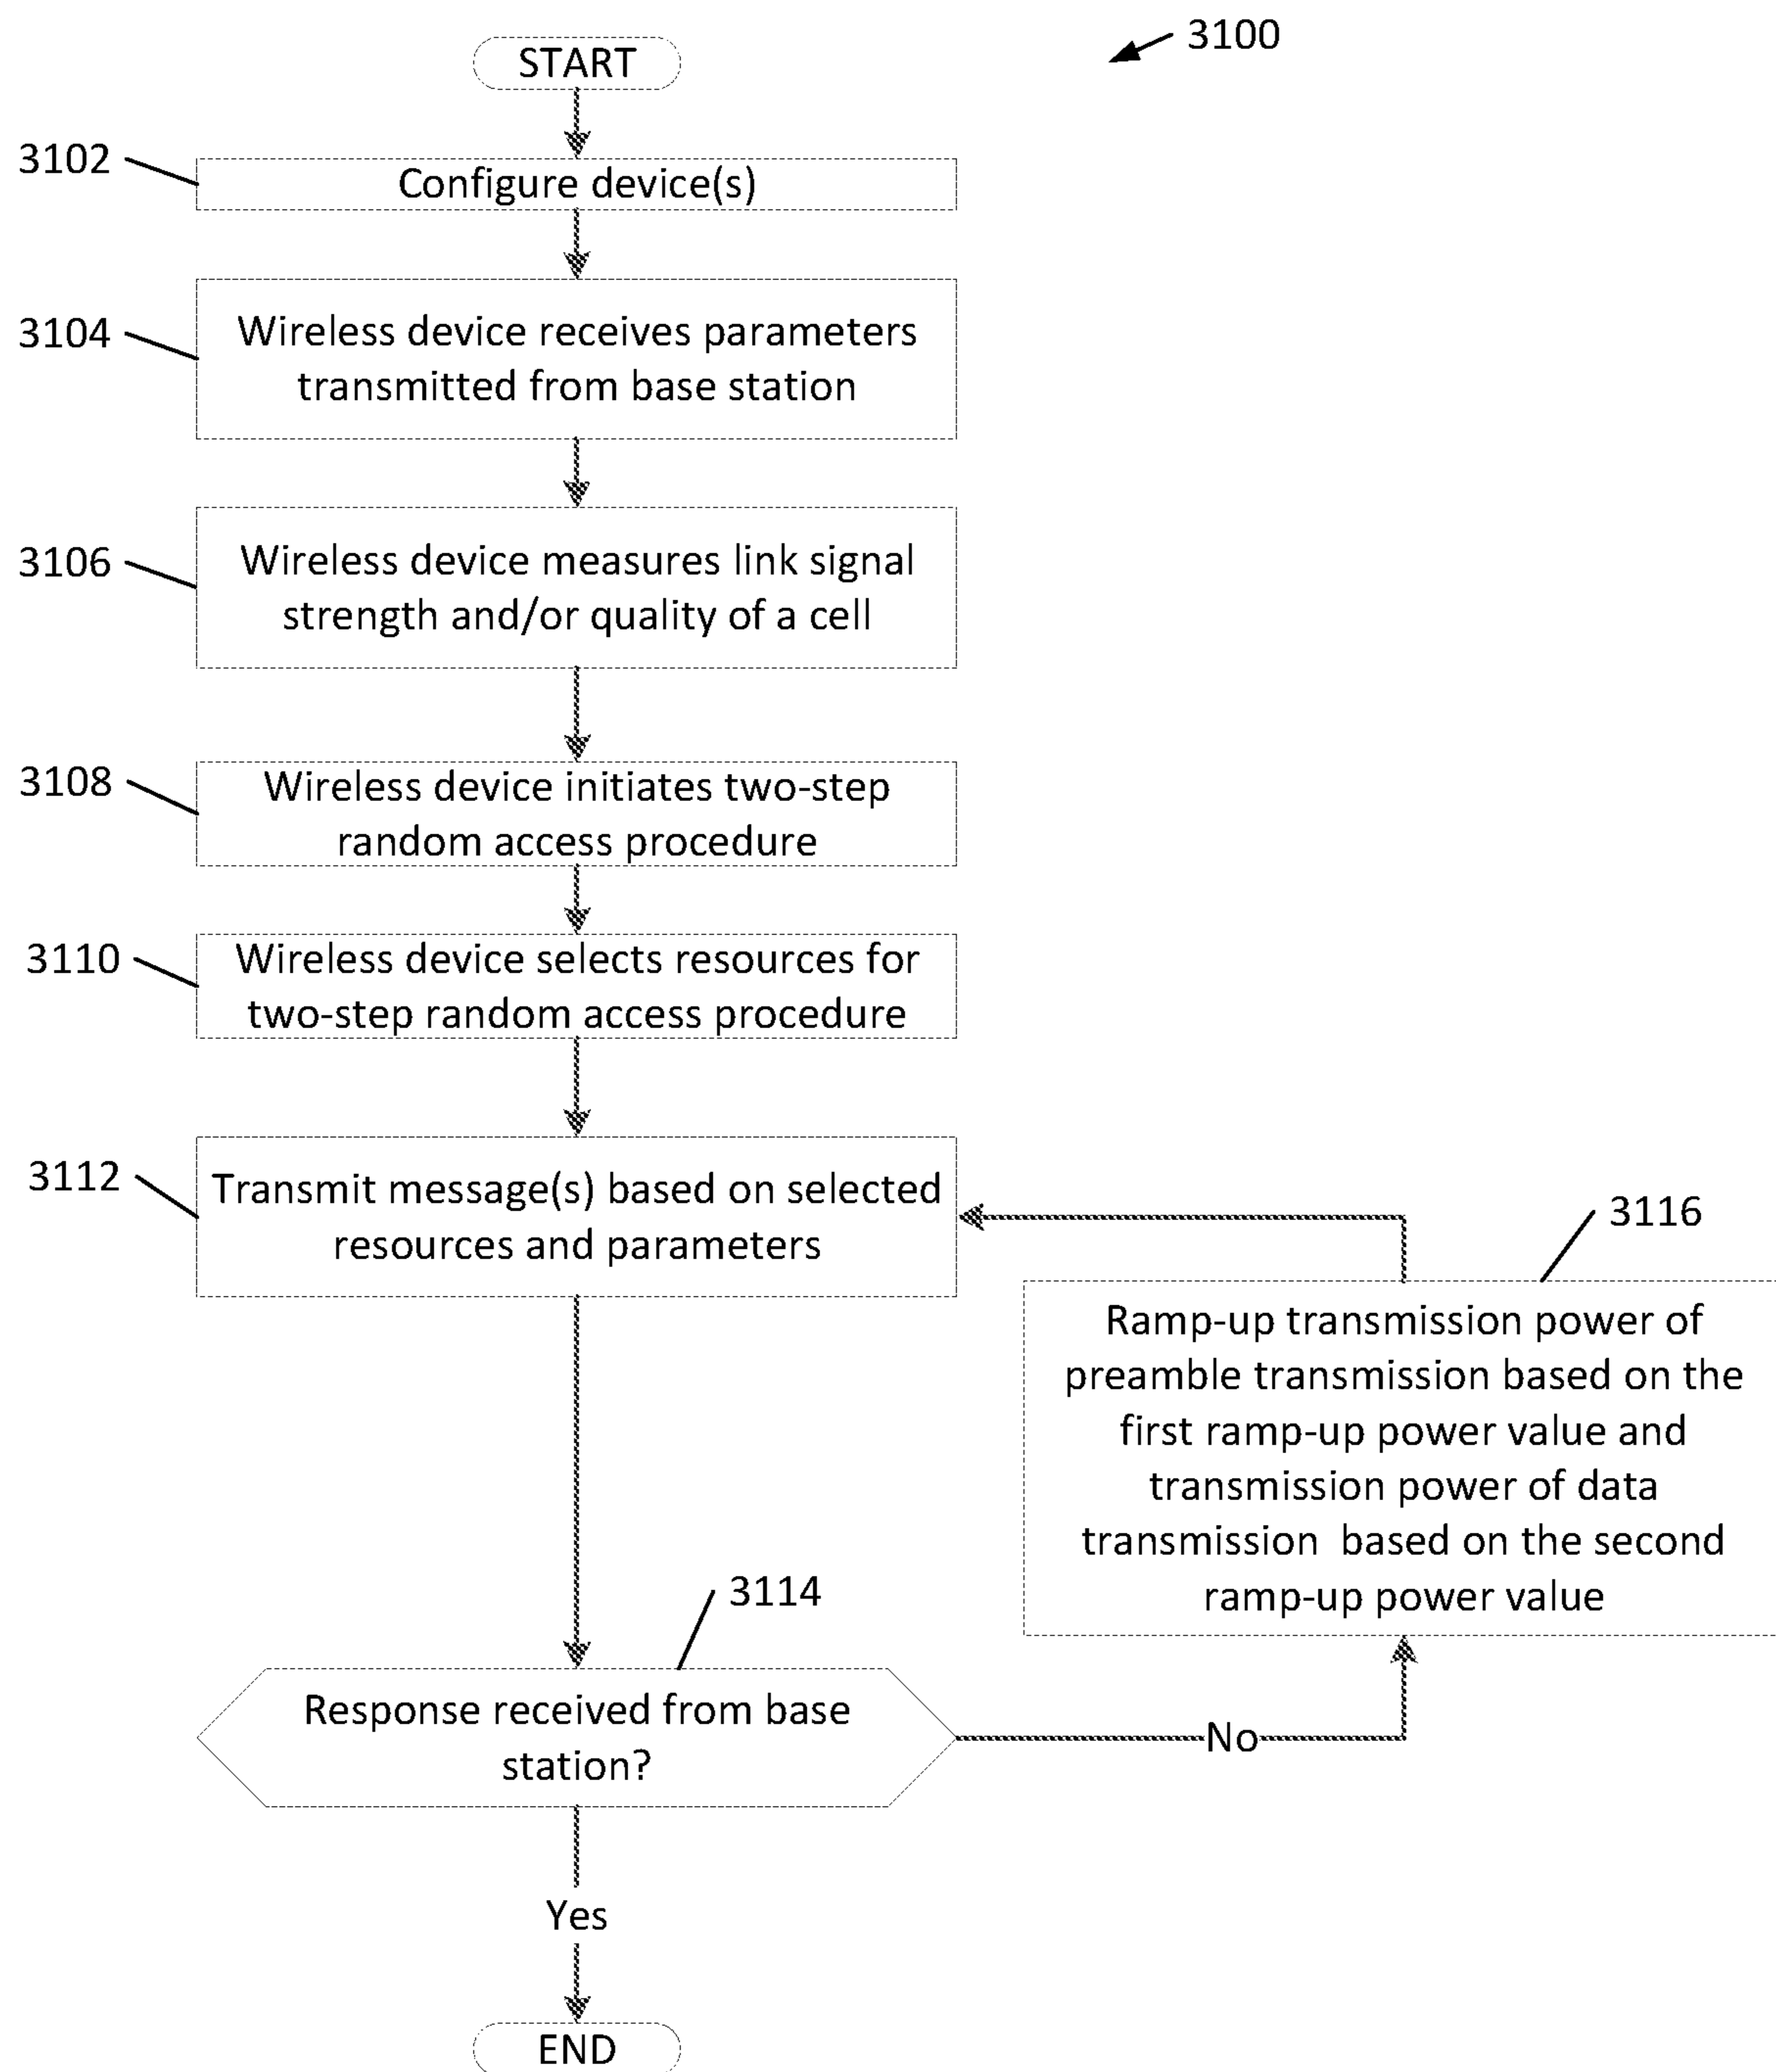 3100
START
3102
Configure device(s)
3104
Wireless device receives parameters
transmitted from base station
3106
Wireless device measures link signal
strength and/or quality of a cell
3108
Wireless device initiates two-step
random access procedure
3110
Wireless device selects resources for
two-step random access procedure
3112
Transmit message(s) based on selected
resources and parameters
3116
Ramp-up transmission power of
preamble transmission based on the
first ramp-up power value and
transmission power of data
transmission based on the second
ramp-up power value
3114
Response received from base
station?
No
Yes
END